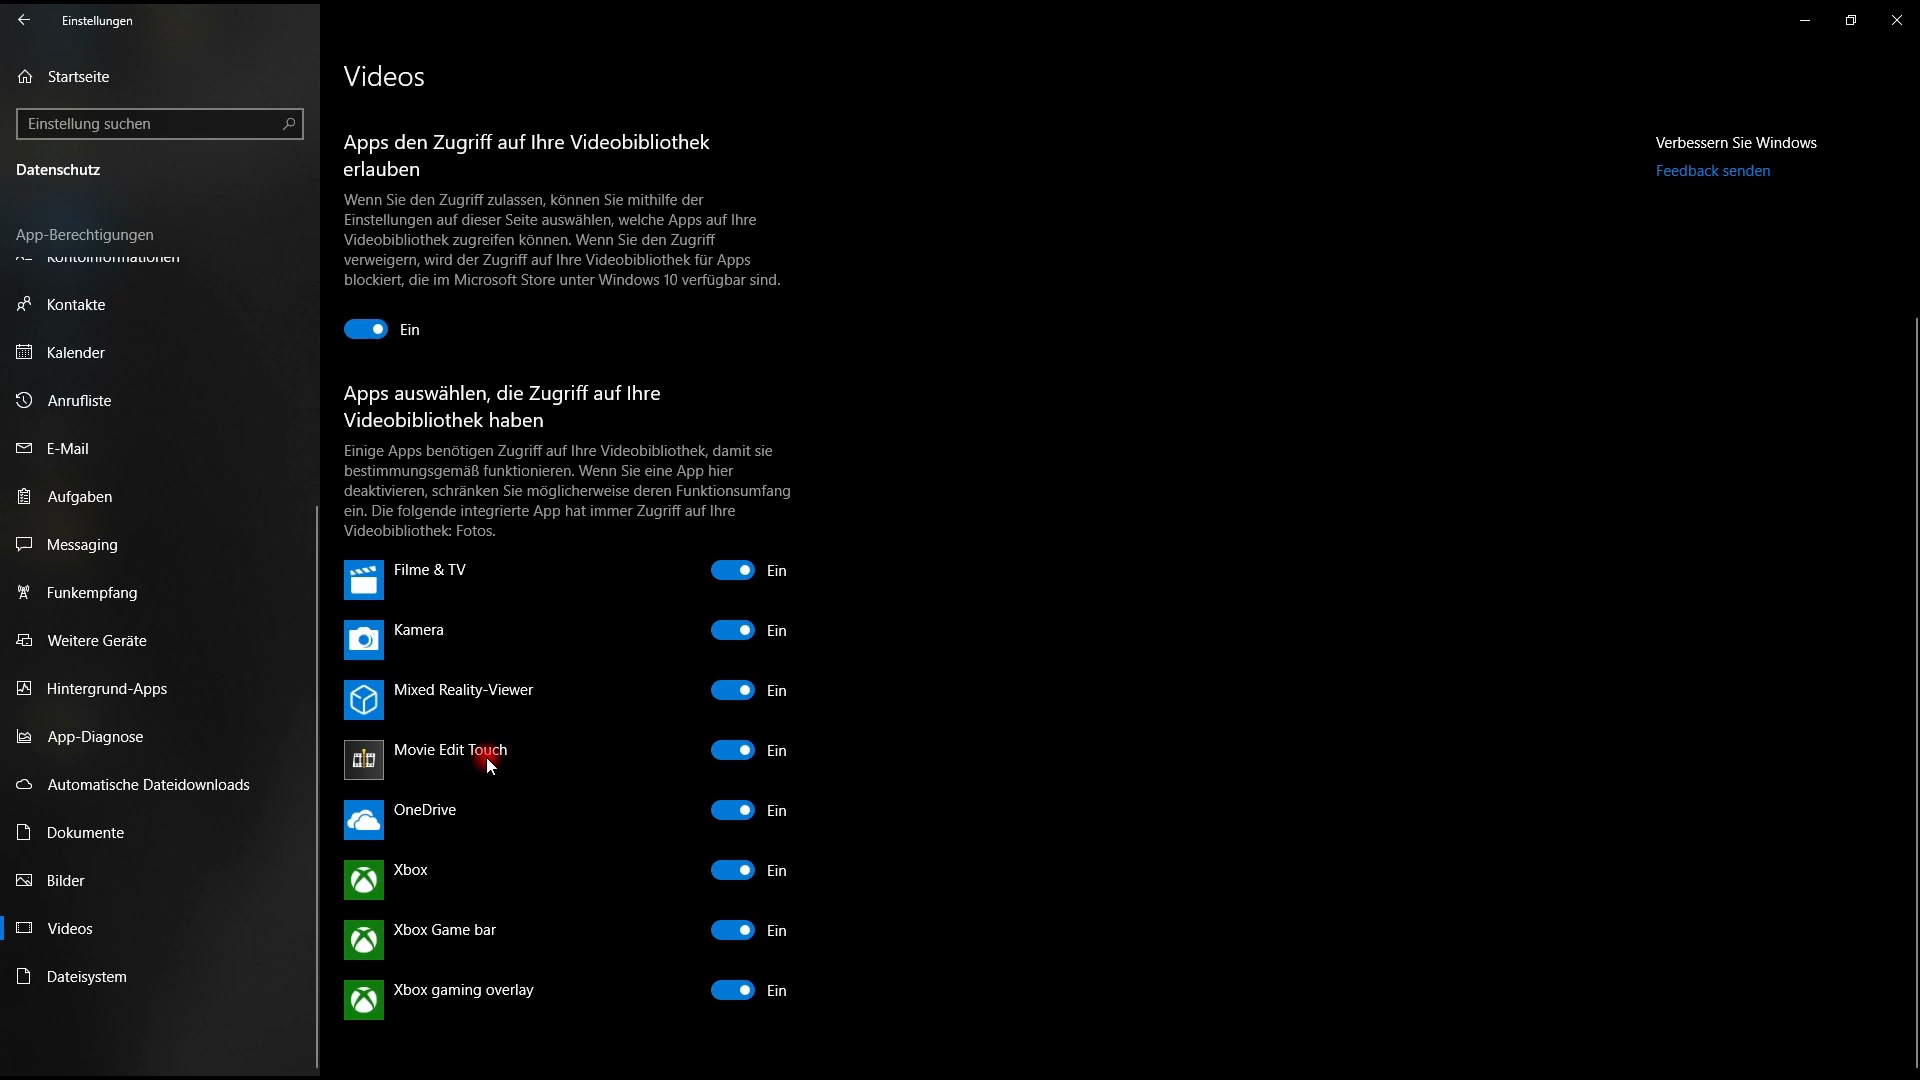 Einstellungen
Startseite
Einstellung suchen
Datenschutz
App-Berechtigungen
Kontoinformationen
Kontakte
Kalender
Anrufliste
E-Mail
Aufgaben
Messaging
Funkempfang
Weitere Geräte
Hintergrund-Apps
App-Diagnose
Automatische Dateidownloads
Dokumente
Bilder
Videos
Dateisystem
Videos
Apps den Zugriff auf Ihre Videobibliothek
erlauben
Wenn Sie den Zugriff zulassen, können Sie mithilfe der
Einstellungen auf dieser Seite auswählen, welche Apps auf Ihre
Videobibliothek zugreifen können. Wenn Sie den Zugriff
verweigern, wird der Zugriff auf Ihre Videobibliothek für Apps
blockiert, die im Microsoft Store unter Windows 10 verfügbar sind.
Ein
Apps auswählen, die Zugriff auf Ihre
Videobibliothek haben
Einige Apps benötigen Zugriff auf Ihre Videobibliothek, damit sie
bestimmungsgemäß funktionieren. Wenn Sie eine App hier
deaktivieren, schränken Sie möglicherweise deren Funktionsumfang
ein. Die folgende integrierte App hat immer Zugriff auf Ihre
Videobibliothek: Fotos.
Filme & TV Ein
Kamera Ein
Mixed Reality-Viewer Ein
Movie Edit Touch Ein
OneDrive Ein
Xbox Ein
Xbox Game bar Ein
Xbox gaming overlay Ein
Verbessern Sie Windows
Feedback senden